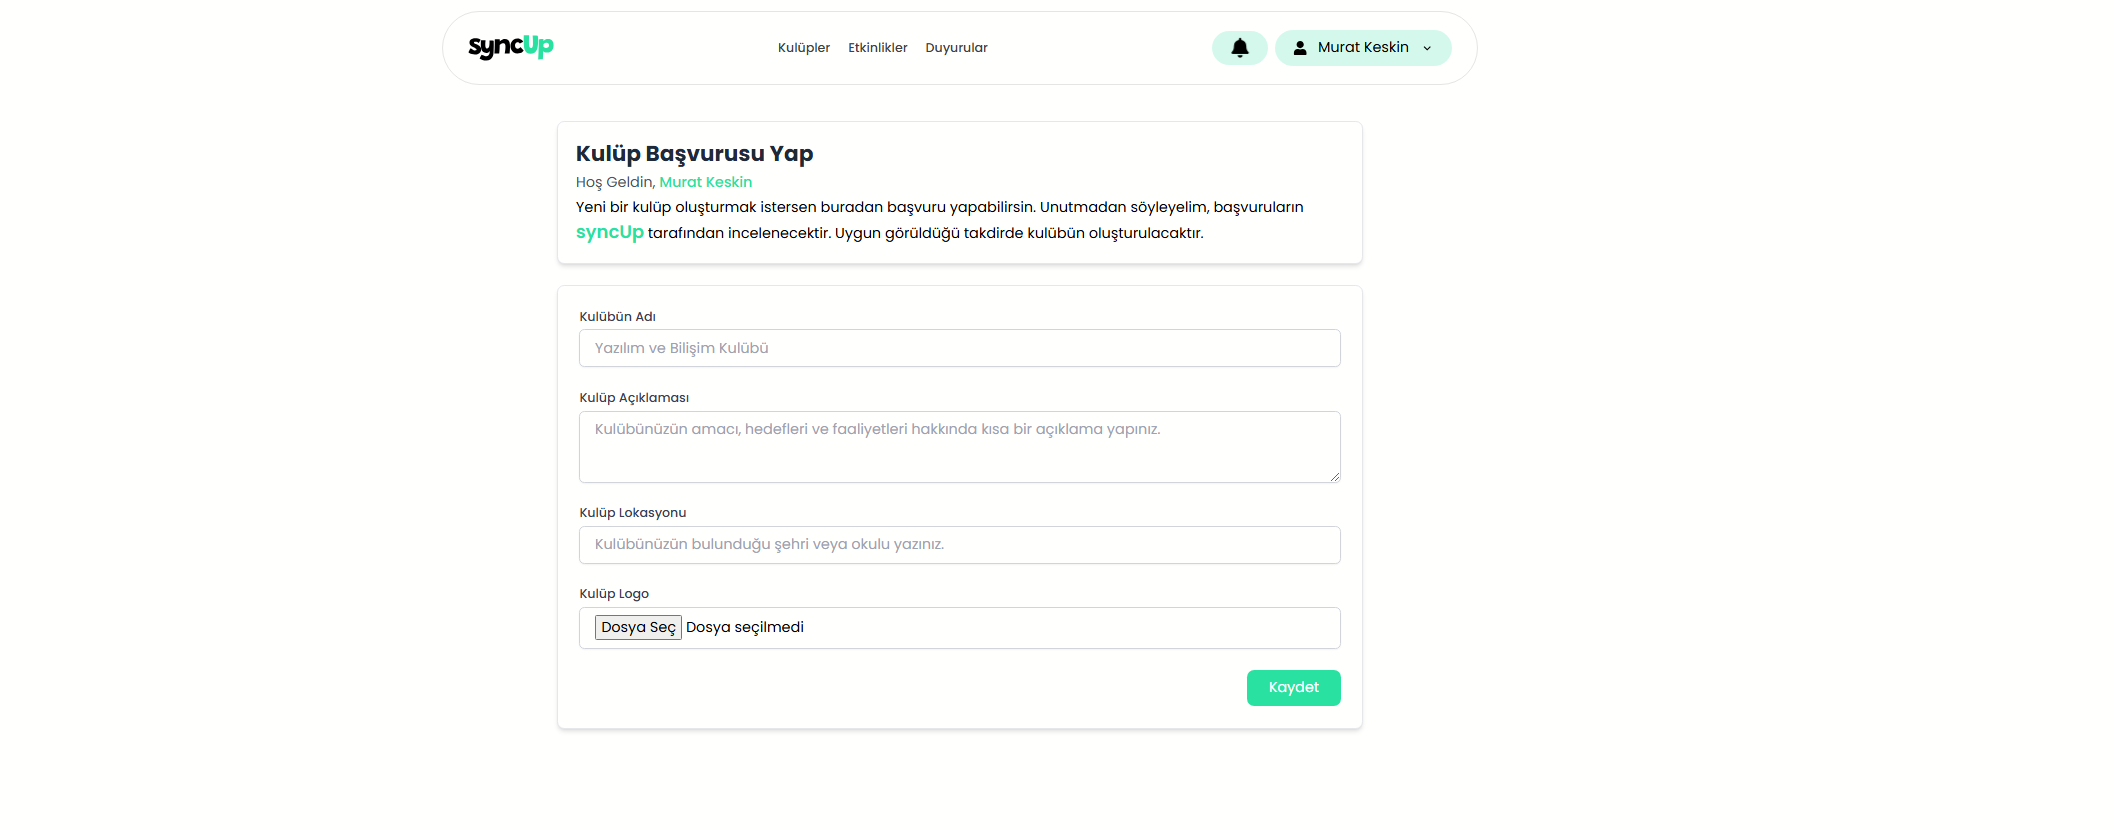 syncUp
Kulüpler Etkinlikler Duyurular
Murat Keskin
Kulüp Başvurusu Yap
Hoş Geldin, Murat Keskin
Yeni bir kulüp oluşturmak istersen buradan başvuru yapabilirsin. Unutmadan söyleyelim, başvuruların
syncUp tarafından incelenecektir. Uygun görüldüğü takdirde kulübün oluşturulacaktır.
Kulübün Adı
Yazılım ve Bilişim Kulübü
Kulüp Açıklaması
Kulübünüzün amacı, hedefleri ve faaliyetleri hakkında kısa bir açıklama yapınız.
Kulüp Lokasyonu
Kulübünüzün bulunduğu şehri veya okulu yazınız.
Kulüp Logo
Dosya Seç Dosya seçilmedi
Kaydet